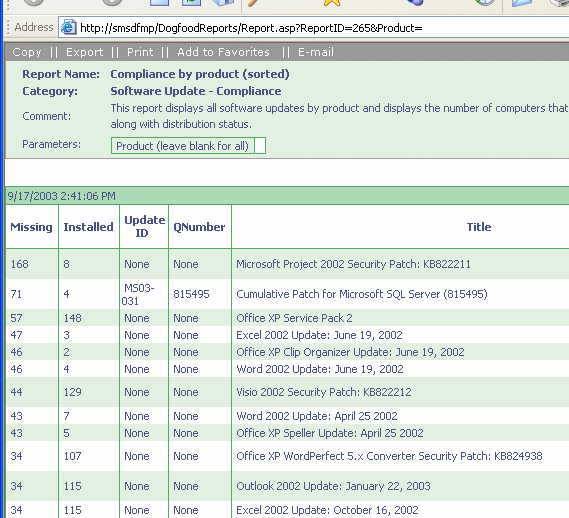 Address http://smsdfmp/DogfoodReports/Report.asp?ReportID=265&Product=
Copy || Export || Print || Add to Favorites || E-mail
Report Name: Compliance by product (sorted)
Category: Software Update - Compliance
Comment: This report displays all software updates by product and displays the number of computers that
along with distribution status.
Parameters: Product (leave blank for all)
9/17/2003 2:41:06 PM
Missing Installed Update ID QNumber Title
168 8 None None Microsoft Project 2002 Security Patch: KB822211
71 4 MS03-031 815495 Cumulative Patch for Microsoft SQL Server (815495)
57 148 None None Office XP Service Pack 2
47 3 None None Excel 2002 Update: June 19, 2002
46 2 None None Office XP Clip Organizer Update: June 19, 2002
46 4 None None Word 2002 Update: June 19, 2002
44 129 None None Visio 2002 Security Patch: KB822212
43 7 None None Word 2002 Update: April 25 2002
43 5 None None Office XP Speller Update: April 25 2002
34 107 None None Office XP WordPerfect 5.x Converter Security Patch: KB824938
34 115 None None Outlook 2002 Update: January 22, 2003
34 115 None None Excel 2002 Update: October 16, 2002